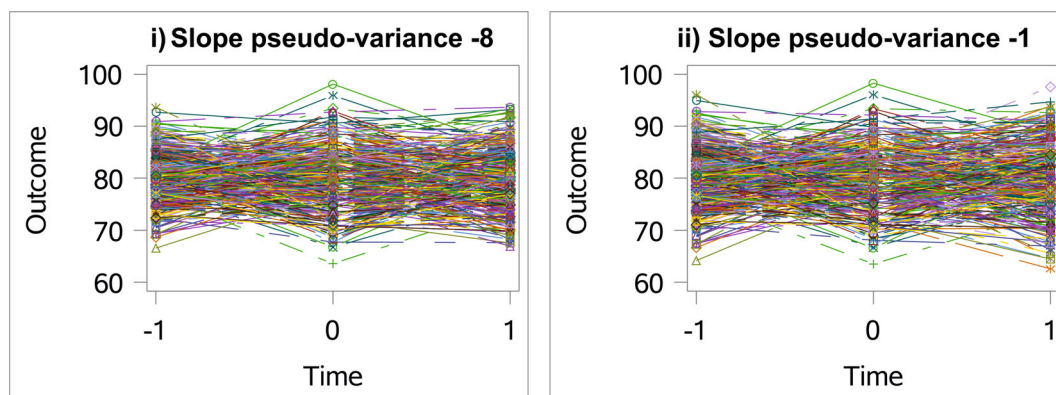 i) Slope pseudo-variance -8
100
90
80
70
60
Outcome
-1 0 1
Time
ii) Slope pseudo-variance -1
100
90
80
70
60
Outcome
-1 0 1
Time